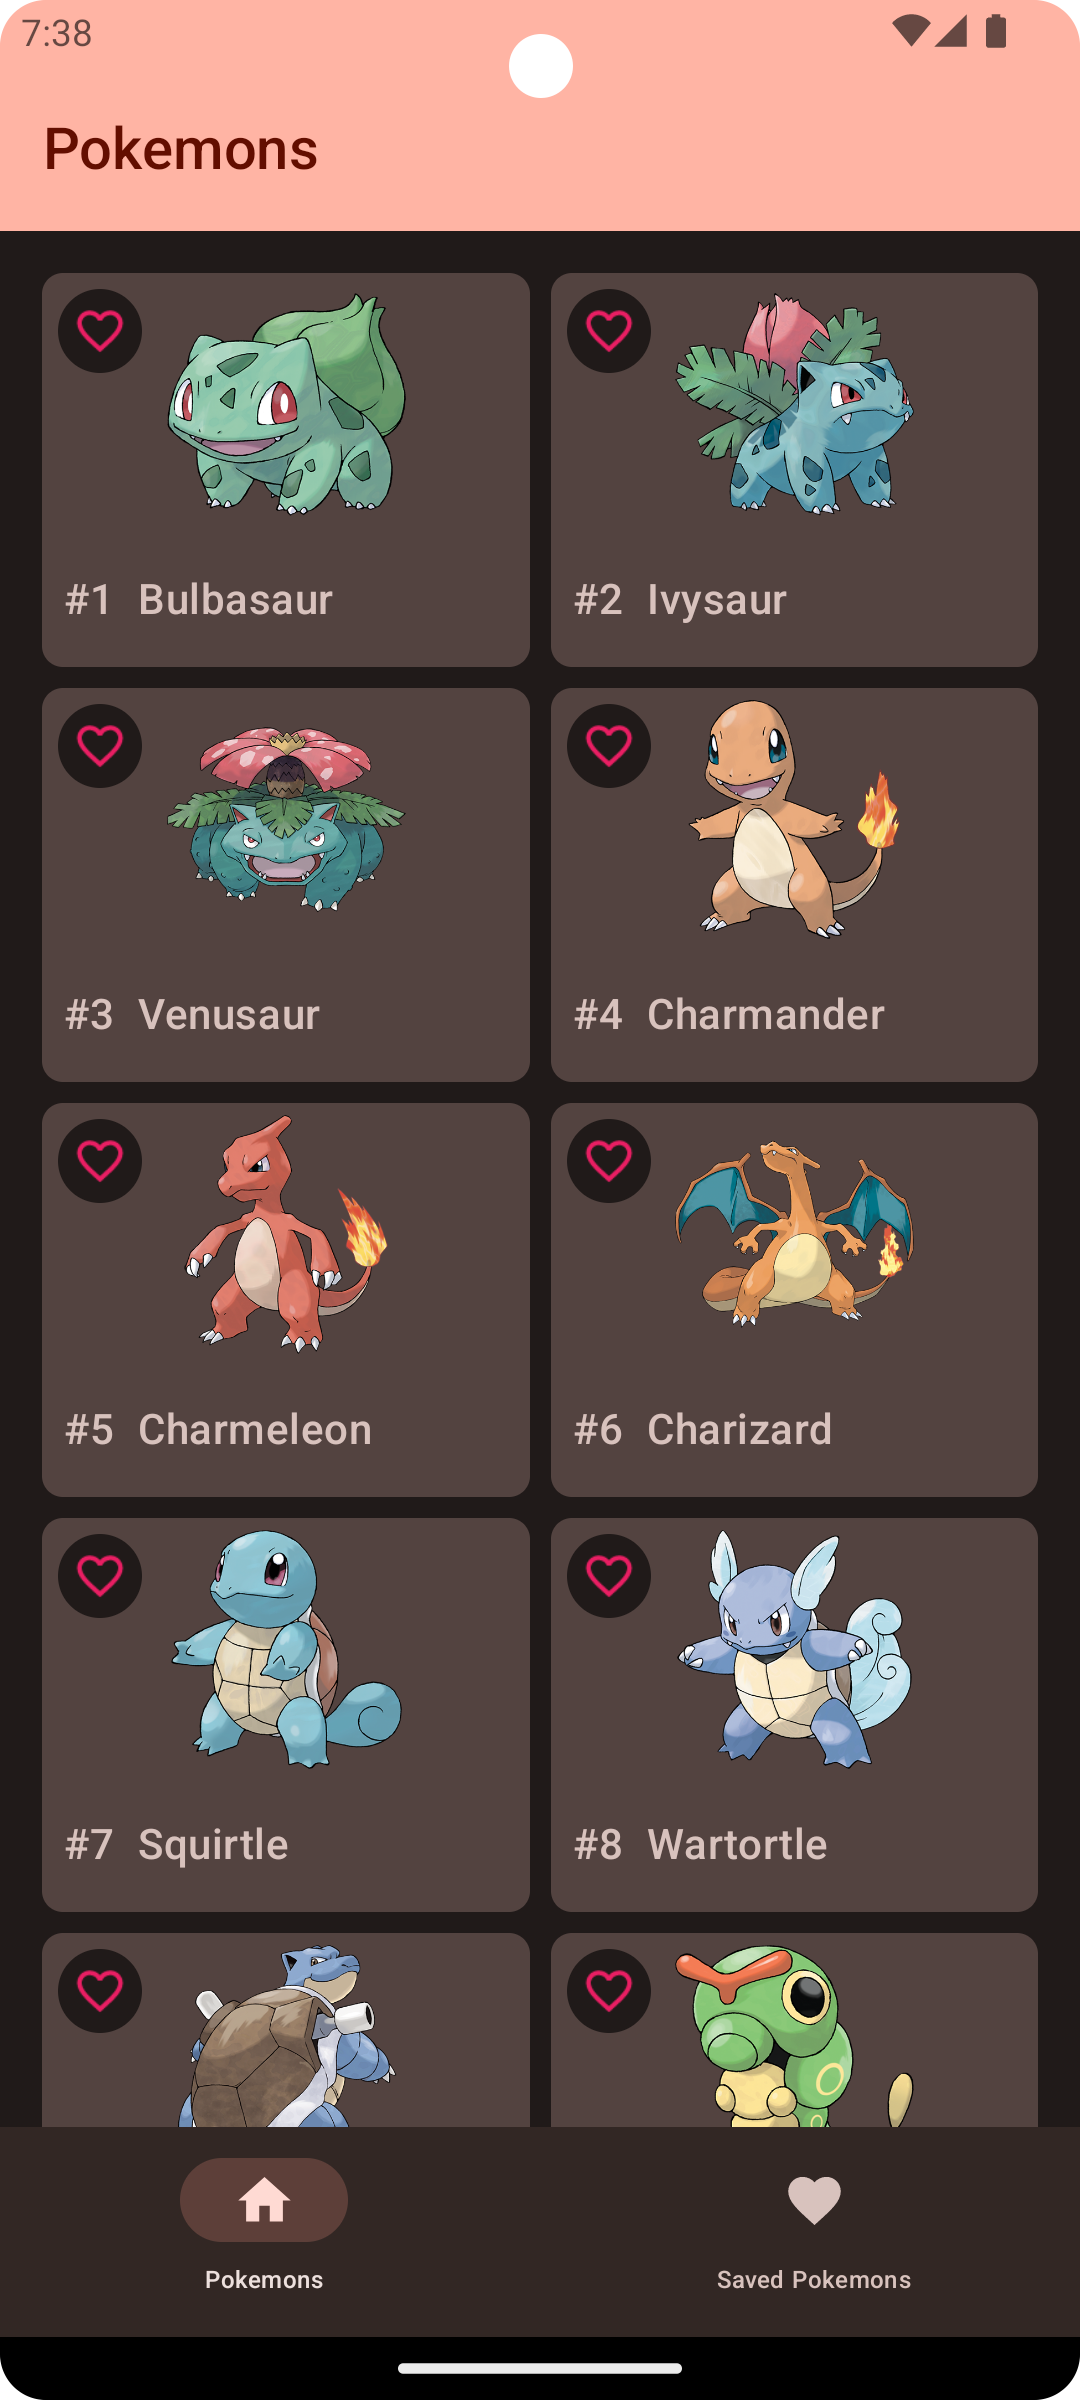 7:38
Pokemons
#1 Bulbasaur
#2 Ivysaur
#3 Venusaur
#4 Charmander
#5 Charmeleon
#6 Charizard
#7 Squirtle
#8 Wartortle
Pokemons
Saved Pokemons